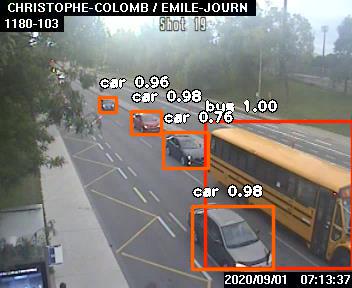 CHRISTOPHE-COLOMB / EMILE-JOURN
1180-103
Shot 19
car 0.96
car 0.98
car 0.76
bus 1.00
car 0.98
2020/09/01 07:13:37